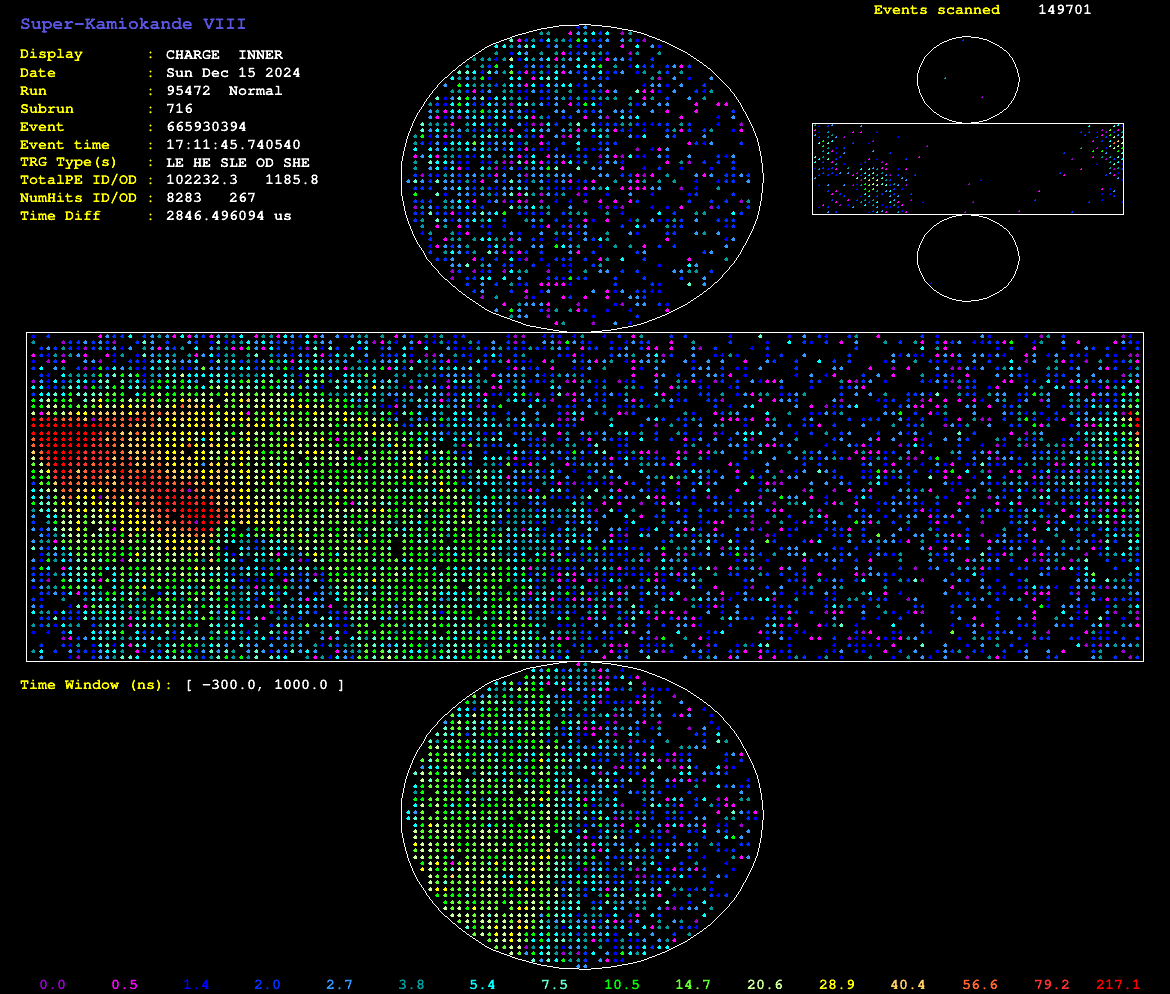 Super-Kamiokande VIII
Events scanned 149701
Display : CHARGE INNER
Date : Sun Dec 15 2024
Run : 95472 Normal
Subrun : 716
Event : 665930394
Event time : 17:11:45.740540
TRG Type(s) : LE HE SLE OD SHE
TotalPE ID/OD : 102232.3 1185.8
NumHits ID/OD : 8283 267
Time Diff : 2846.496094 us
Time Window (ns): [ −300.0, 1000.0 ]
0.0 0.5 1.4 2.0 2.7 3.8 5.4 7.5 10.5 14.7 20.6 28.9 40.4 56.6 79.2 217.1